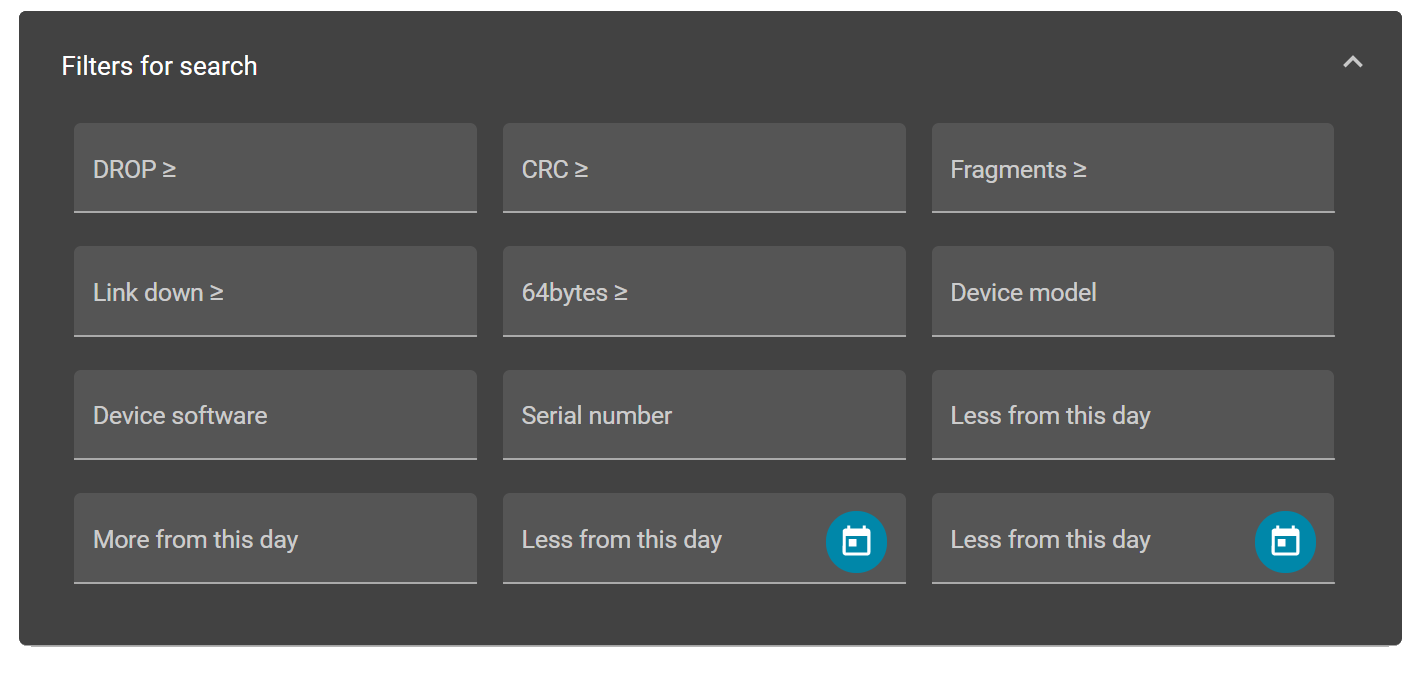 Filters for search
DROP ≥
CRC ≥
Fragments ≥
Link down ≥
64bytes ≥
Device model
Device software
Serial number
Less from this day
More from this day
Less from this day
Less from this day